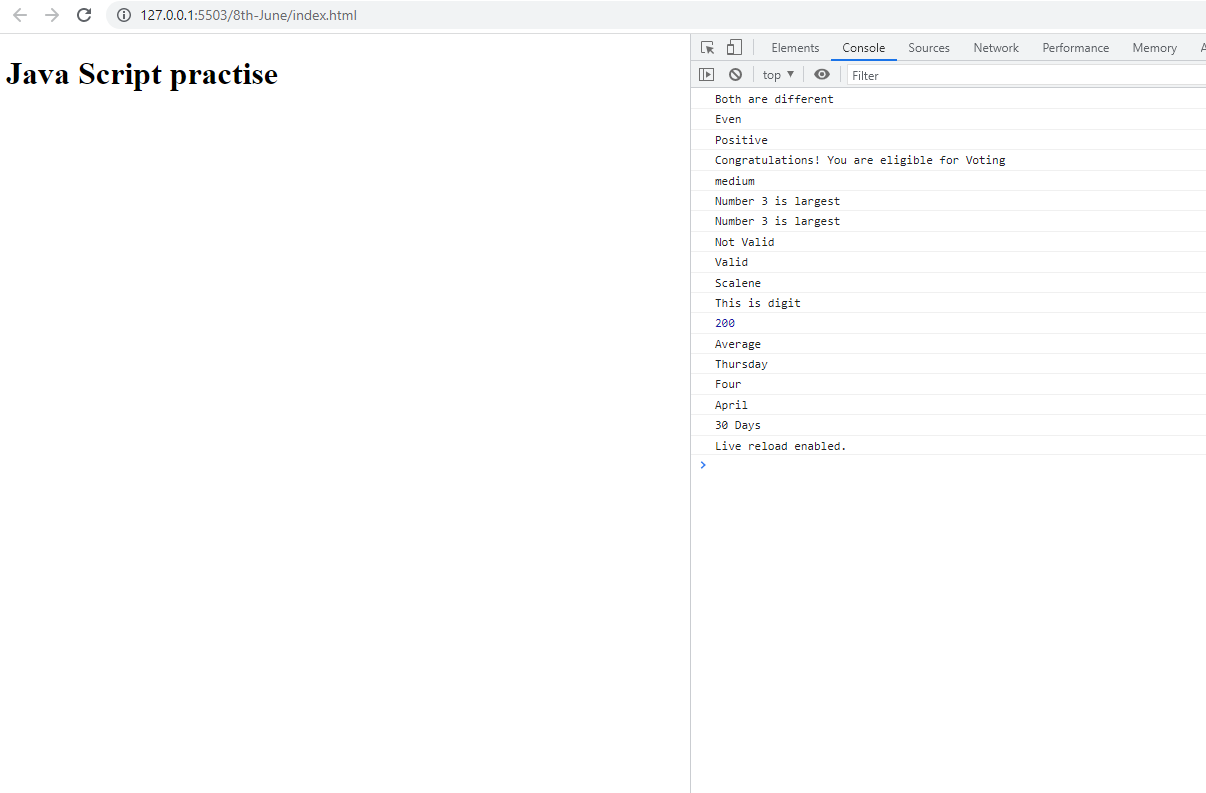 127.0.0.1:5503/8th-June/index.html
Java Script practise
Elements Console Sources Network Performance Memory A
top Filter
Both are different
Even
Positive
Congratulations! You are eligible for Voting
medium
Number 3 is largest
Number 3 is largest
Not Valid
Valid
Scalene
This is digit
200
Average
Thursday
Four
April
30 Days
Live reload enabled.